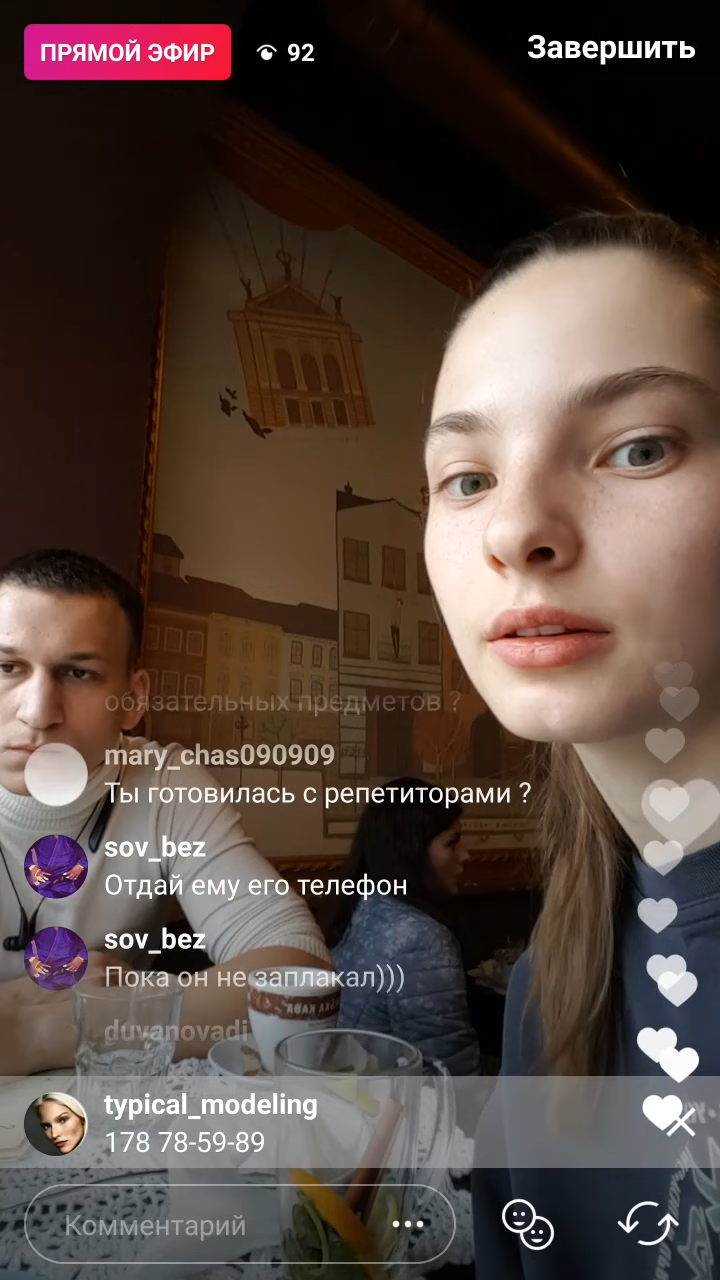 ПРЯМОЙ ЭФИР
92
Завершить
обязательных предметов ?
mary_chas090909
Ты готовилась с репетиторами ?
sov_bez
Отдай ему его телефон
sov_bez
Пока он не заплакал)))
duvanovadi
typical_modeling
178 78-59-89
Комментарий